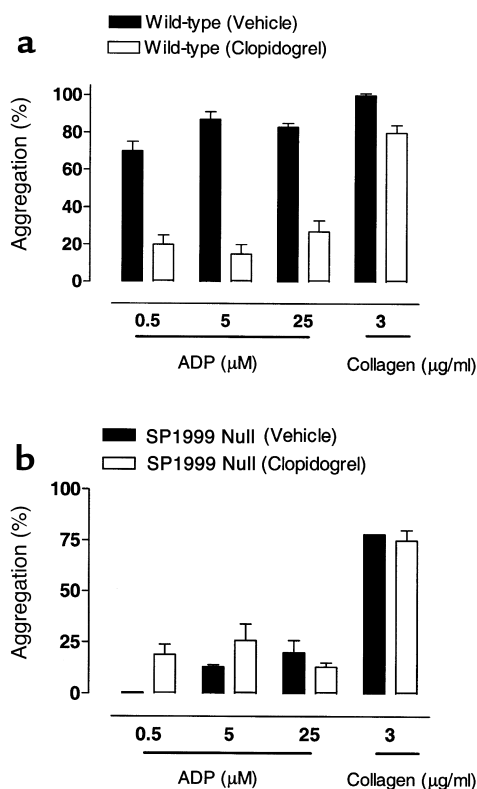 a
Wild-type (Vehicle)
Wild-type (Clopidogrel)
Aggregation (%)
100
80
60
40
20
0
0.5 5 25 3
ADP (μM) Collagen (μg/ml)
b
SP1999 Null (Vehicle)
SP1999 Null (Clopidogrel)
Aggregation (%)
100
75
50
25
0
0.5 5 25 3
ADP (μM) Collagen (μg/ml)